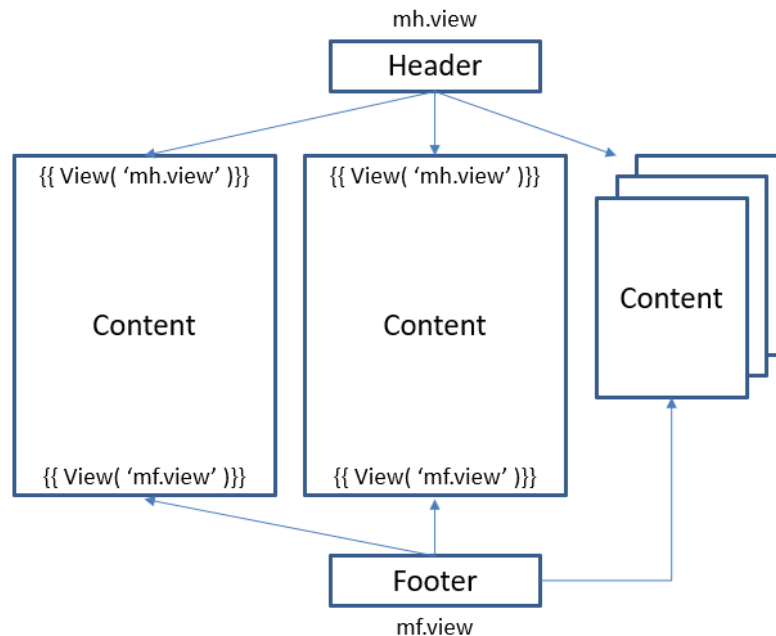 mh.view
Header
{{ View( ‘mh.view’ )}}
{{ View( ‘mh.view’ )}}
Content
Content
Content
{{ View( ‘mf.view’ )}}
{{ View( ‘mf.view’ )}}
Footer
mf.view